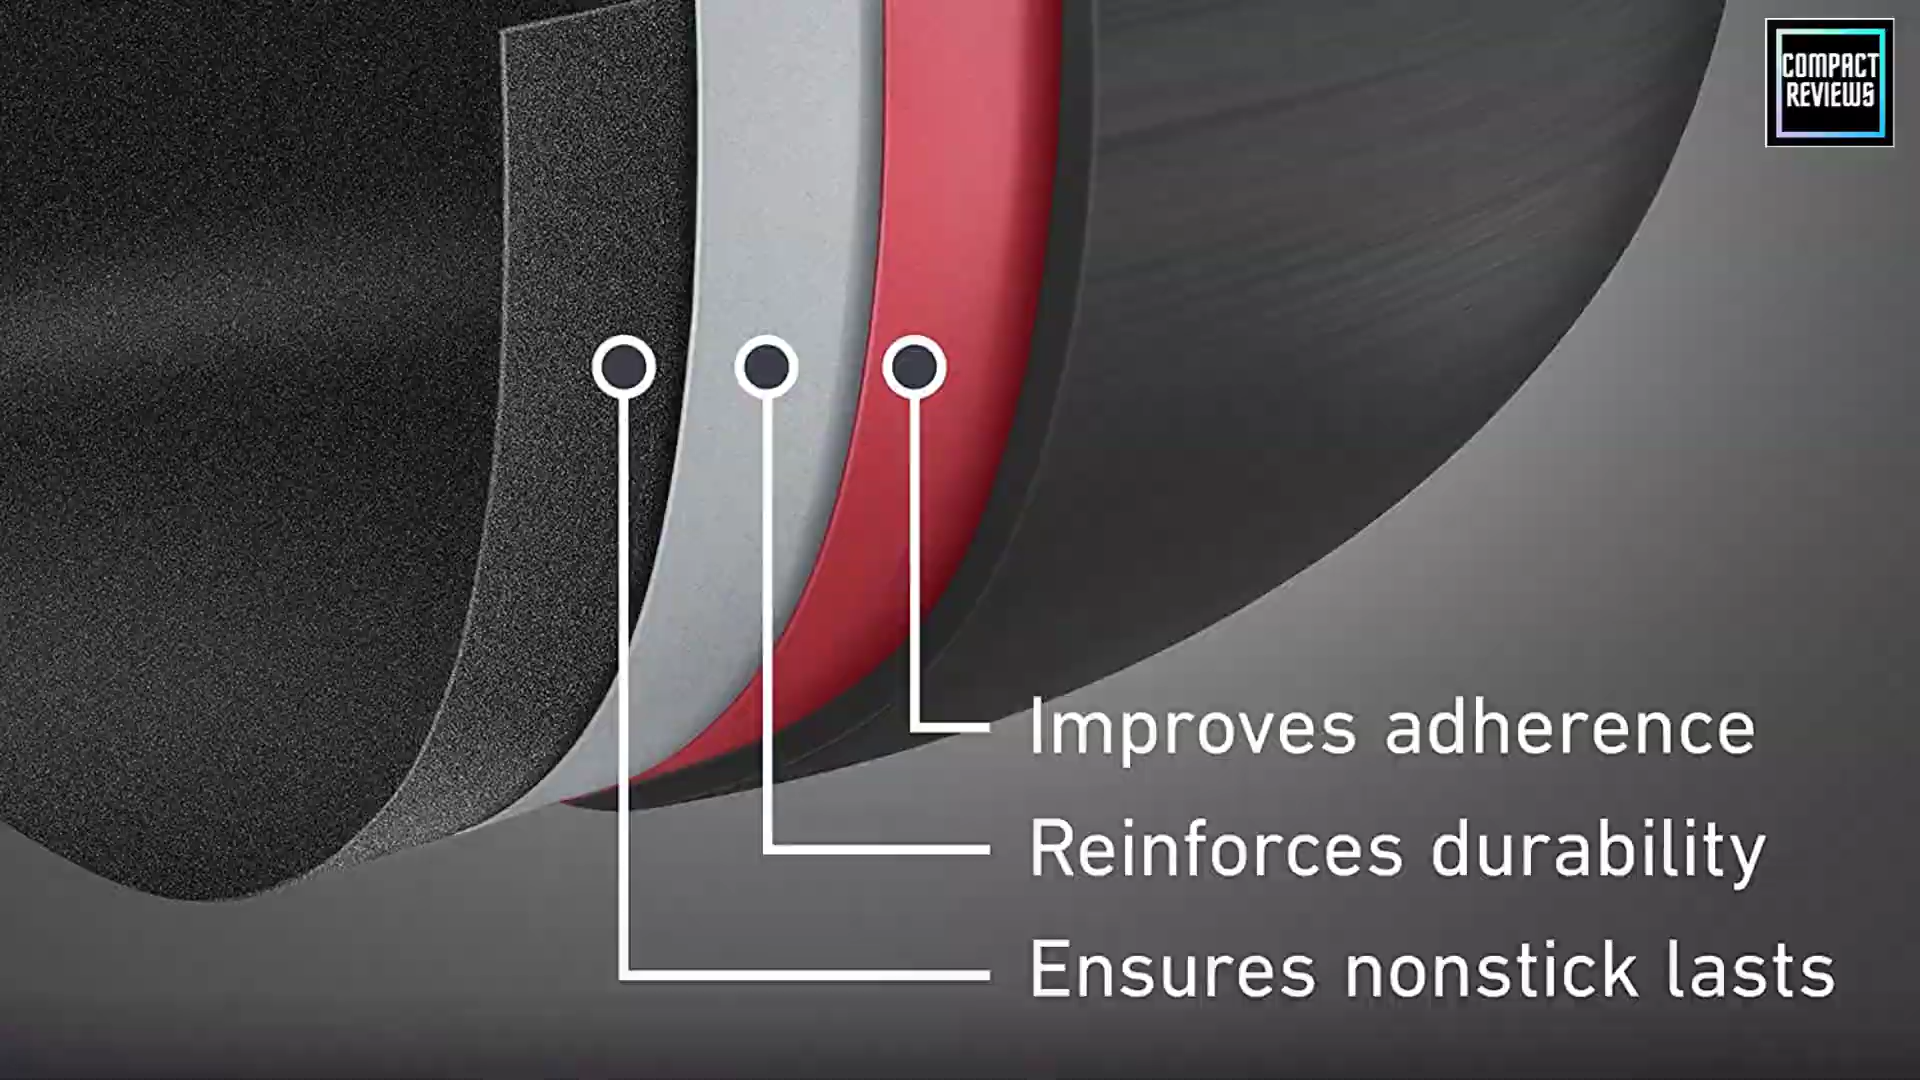 COMPACT
REVIEWS
Improves adherence
Reinforces durability
Ensures nonstick lasts